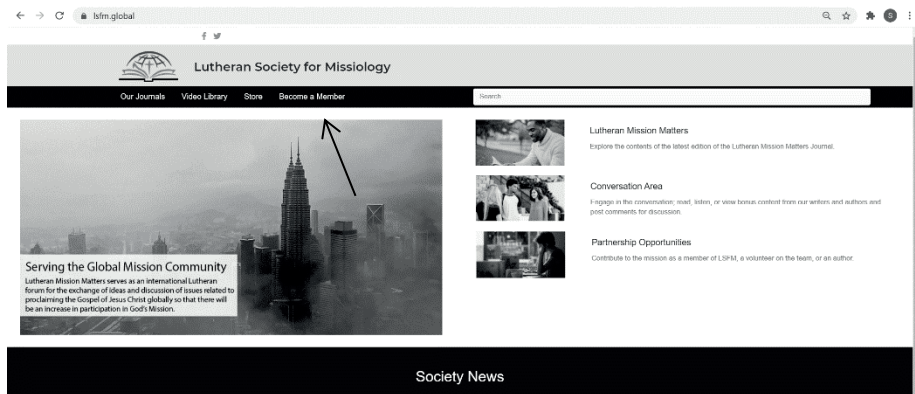 lsfm.global
S
Lutheran Society for Missiology
Our Journals Video Library Store Become a Member
Search
Serving the Global Mission Community
Lutheran Mission Matters serves as an international Lutheran
forum for the exchange of ideas and discussion of issues related to
proclaiming the Gospel of Jesus Christ globally so that there will
be an increase in participation in God's Mission.
Lutheran Mission Matters
Explore the contents of the latest edition of the Lutheran Mission Matters Journal.
Conversation Area
Engage in the conversation; read, listen, or view bonus content from our writers and authors and
post comments for discussion.
Partnership Opportunities
Contribute to the mission as a member of LSFM, a volunteer on the team, or an author.
Society News